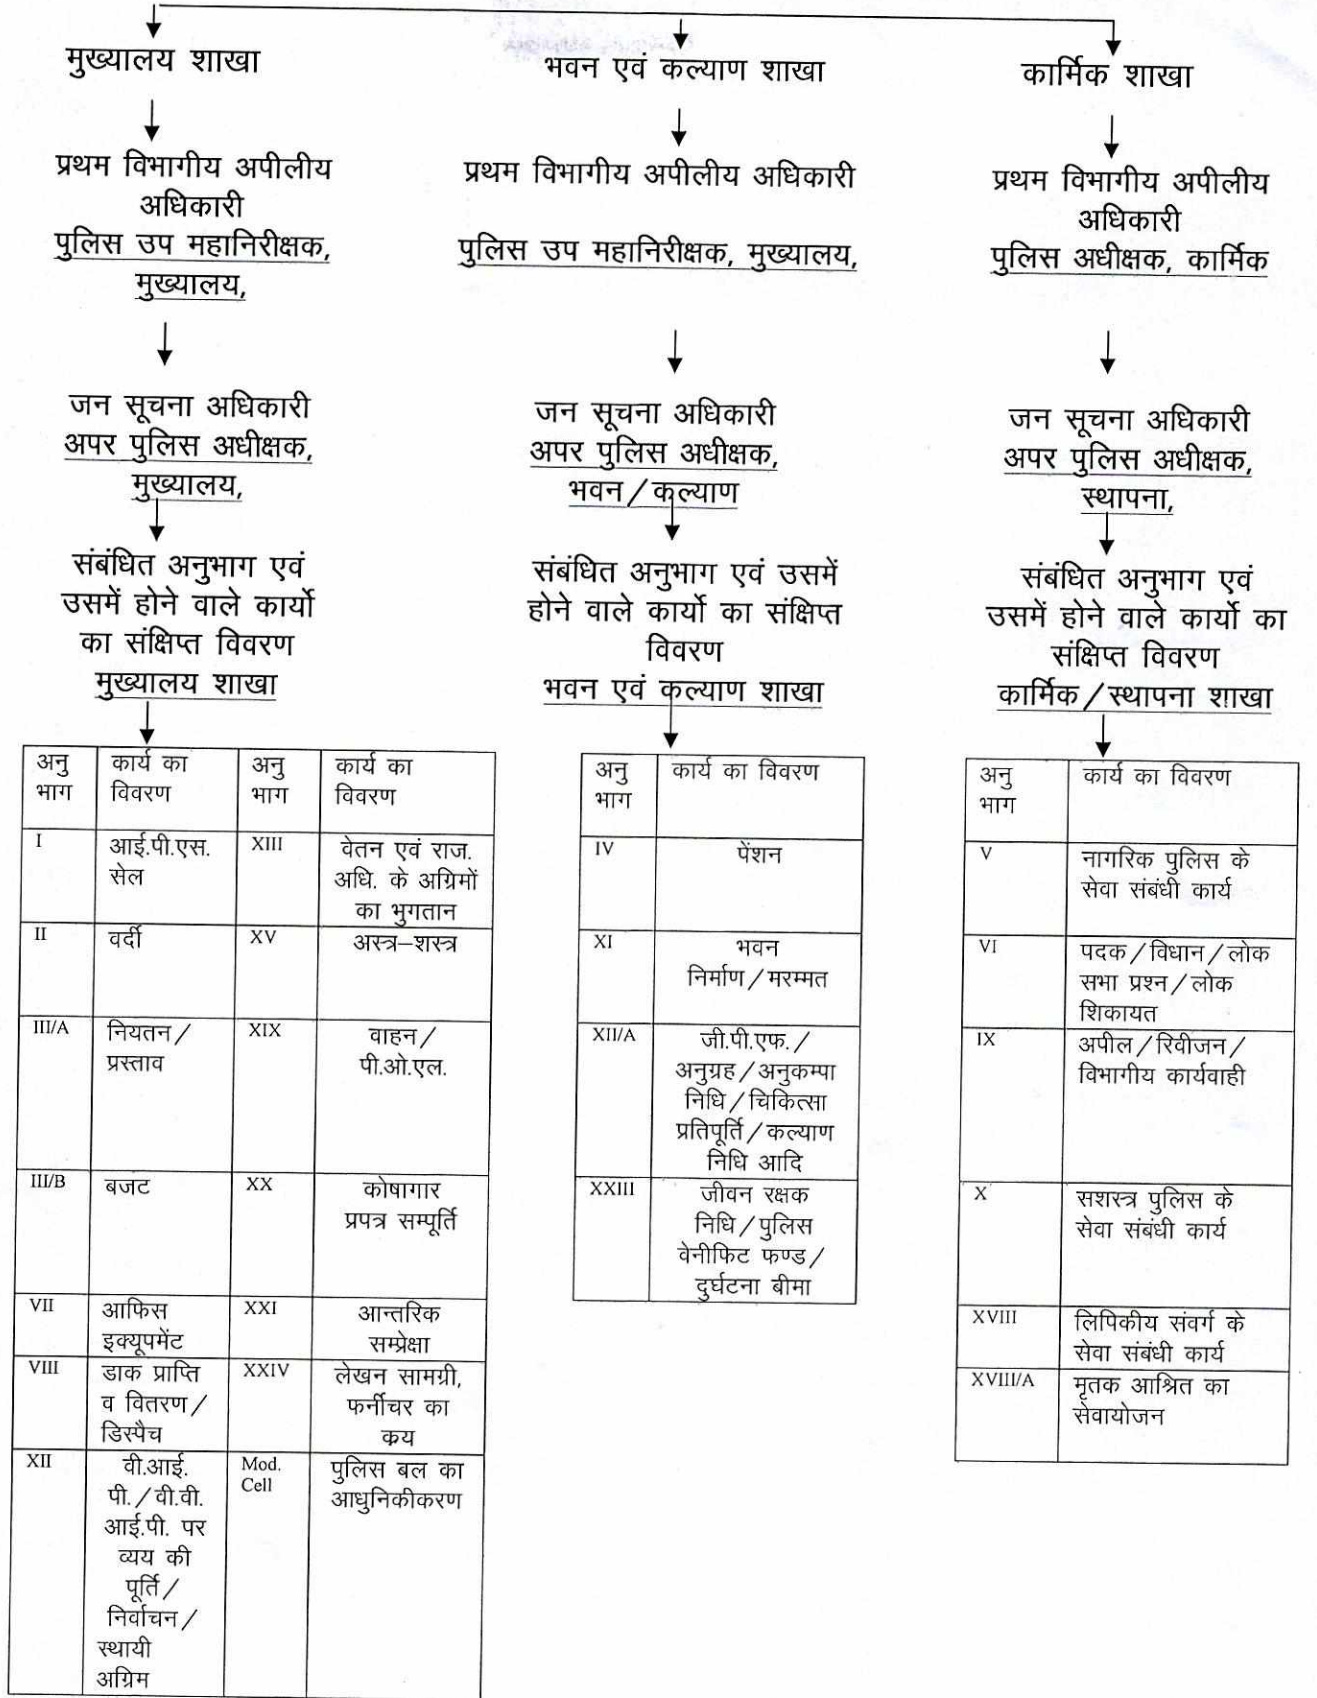 मुख्यालय शाखा
प्रथम विभागीय अपीलीय
अधिकारी
पुलिस उप महानिरीक्षक,
मुख्यालय,
जन सूचना अधिकारी
अपर पुलिस अधीक्षक,
मुख्यालय,
संबंधित अनुभाग एवं
उसमें होने वाले कार्यो
का संक्षिप्त विवरण
मुख्यालय शाखा
अनु
भाग
कार्य का
विवरण
अनु
भाग
कार्य का
विवरण
I
आई.पी.एस.
सेल
XIII
वेतन एवं राज.
अधि. के अग्रिमों
का भुगतान
II
वर्दी
XV
अस्त्र–शस्त्र
III/A
नियतन/
प्रस्ताव
XIX
वाहन/
पी.ओ.एल.
III/B
बजट
XX
कोषागार
प्रपत्र सम्पूर्ति
VII
आफिस
इक्यूपमेंट
XXI
आन्तरिक
सम्प्रेक्षा
VIII
डाक प्राप्ति
व वितरण/
डिस्पैच
XXIV
लेखन सामग्री,
फर्नीचर का
कय
XII
वी.आई.
पी./वी.वी.
आई.पी. पर
व्यय की
पूर्ति/
निर्वाचन/
स्थायी
अग्रिम
Mod.
Cell
पुलिस बल का
आधुनिकीकरण
भवन एवं कल्याण शाखा
प्रथम विभागीय अपीलीय अधिकारी
पुलिस उप महानिरीक्षक, मुख्यालय,
जन सूचना अधिकारी
अपर पुलिस अधीक्षक,
भवन/कल्याण
संबंधित अनुभाग एवं उसमें
होने वाले कार्यो का संक्षिप्त
विवरण
भवन एवं कल्याण शाखा
अनु
भाग
कार्य का विवरण
IV
पेंशन
XI
भवन
निर्माण/मरम्मत
XII/A
जी.पी.एफ./
अनुग्रह/अनुकम्पा
निधि/चिकित्सा
प्रतिपूर्ति/कल्याण
निधि आदि
XXIII
जीवन रक्षक
निधि/पुलिस
वेनीफिट फण्ड/
दुर्घटना बीमा
कार्मिक शाखा
प्रथम विभागीय अपीलीय
अधिकारी
पुलिस अधीक्षक, कार्मिक
जन सूचना अधिकारी
अपर पुलिस अधीक्षक,
स्थापना,
संबंधित अनुभाग एवं
उसमें होने वाले कार्यो का
संक्षिप्त विवरण
कार्मिक/स्थापना शाखा
अनु
भाग
कार्य का विवरण
V
नागरिक पुलिस के
सेवा संबंधी कार्य
VI
पदक/विधान/लोक
सभा प्रश्न/लोक
शिकायत
IX
अपील/रिवीजन/
विभागीय कार्यवाही
X
सशस्त्र पुलिस के
सेवा संबंधी कार्य
XVIII
लिपिकीय संवर्ग के
सेवा संबंधी कार्य
XVIII/A
मृतक आश्रित का
सेवायोजन